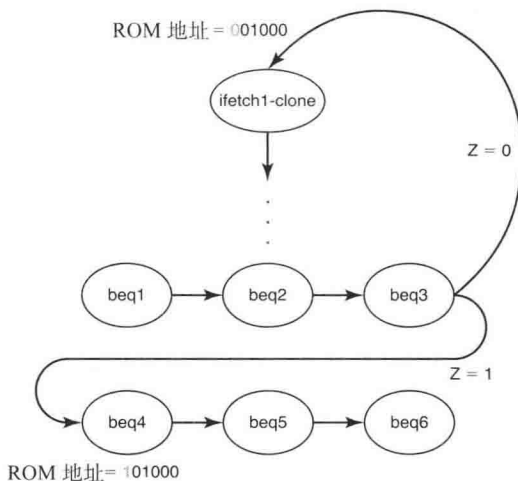 ROM 地址 = 001000
ifetch1-clone
Z = 0
beq1
beq2
beq3
Z = 1
beq4
beq5
beq6
ROM 地址= 101000